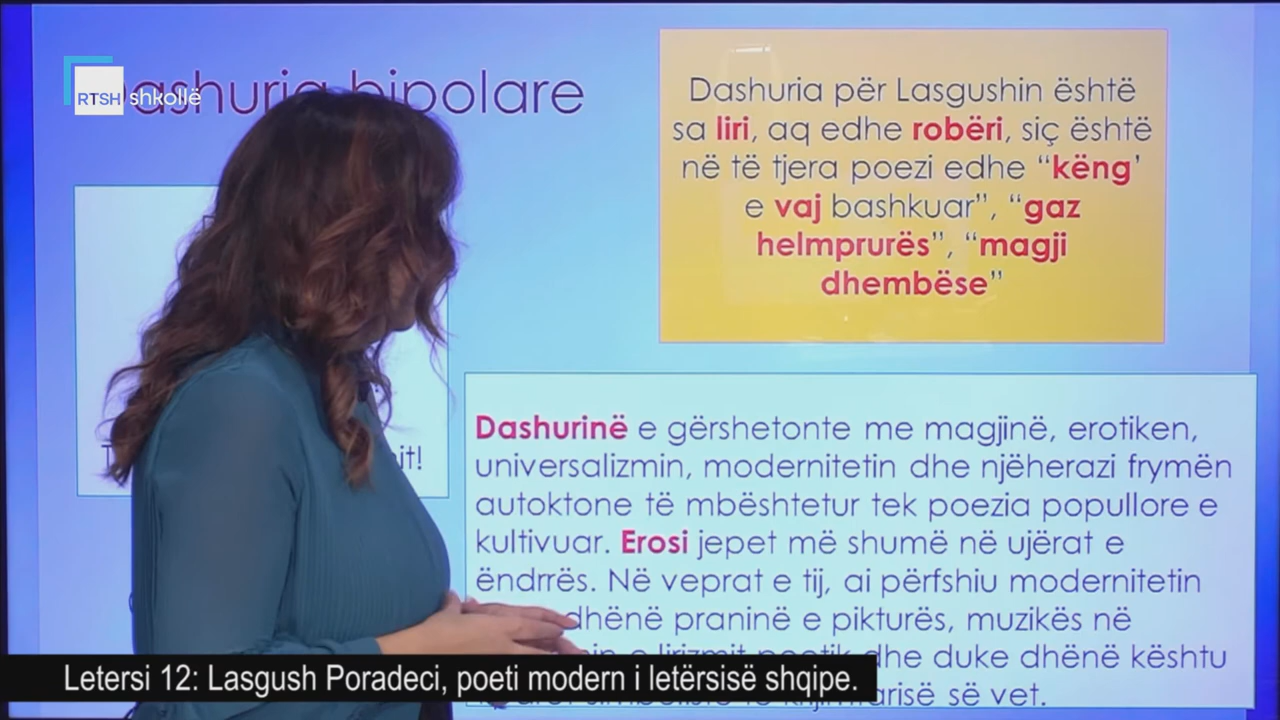 RTSH shkollë
bipolare
Dashuria për Lasgushin është
sa liri, aq edhe robëri, siç është
në të tjera poezi edhe “këng’
e vaj bashkuar”, “gaz
helmprurës”, “magji
dhembëse”
Dashurinë e gërshetonte me magjinë, erotiken,
universalizmin, modernitetin dhe njëherazi frymën
autoktone të mbështetur tek poezia popullore e
kultivuar. Erosi jepet më shumë në ujërat e
ëndrrës. Në veprat e tij, ai përfshiu modernitetin
dhënë praninë e pikturës, muzikës në
e lirizmit poetik dhe duke dhënë kështu
së vet.
Letersi 12: Lasgush Poradeci, poeti modern i letërsisë shqipe.